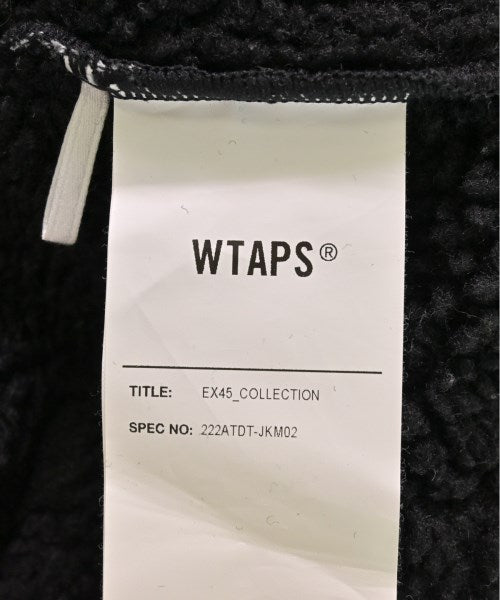 WTAPS®
TITLE: EX45_COLLECTION
SPEC NO: 222ATDT-JKM02